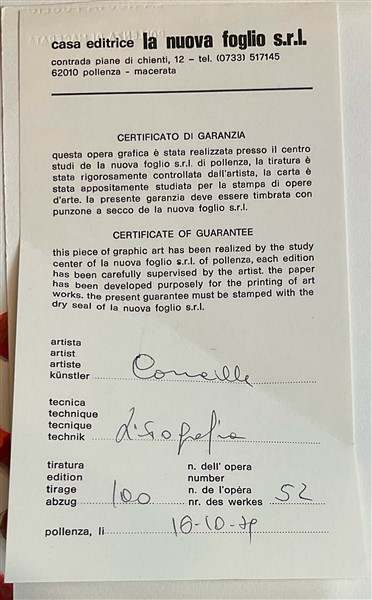 casa editrice la nuova foglio s.r.l.
contrada piane di chienti, 12 – tel. (0733) 517145
62010 pollenza - macerata
CERTIFICATO DI GARANZIA
questa opera grafica è stata realizzata presso il centro
studi de la nuova foglio s.r.l. di pollenza, la tiratura è
stata rigorosamente controllata dall'artista, la carta è
stata appositamente studiata per la stampa di opere
d'arte. la presente garanzia deve essere timbrata con
punzone a secco de la nuova foglio s.r.l.
CERTIFICATE OF GUARANTEE
this piece of graphic art has been realized by the study
center of la nuova foglio s.r.l. of pollenza, each edition
has been carefully supervised by the artist. the paper
has been developed purposely for the printing of art
works. the present guarantee must be stamped with the
dry seal of la nuova foglio s.r.l.
artista
artist
artiste
künstler Corneille
tecnica
technique
tecnique
technik Litografia
tiratura n. dell' opera
edition number
tirage n. de l'opéra
abzug 100 nr. des werkes 52
pollenza, li 16-10-79